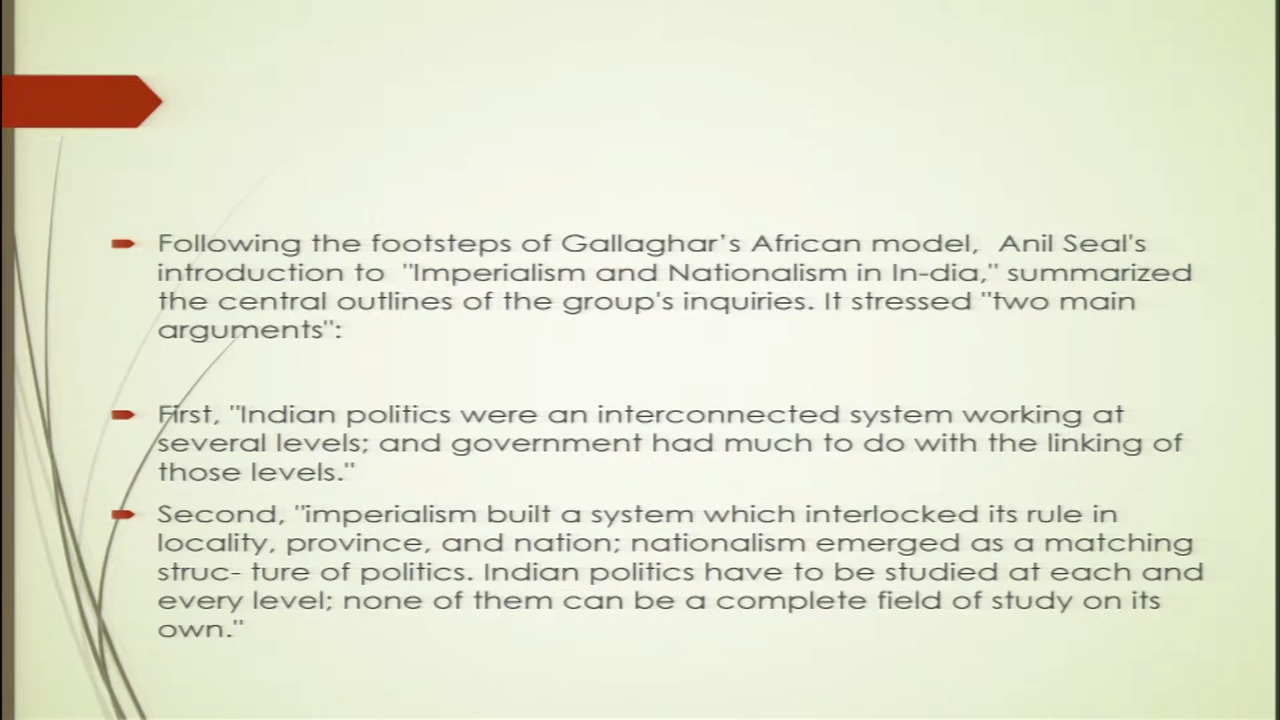 Following the footsteps of Gallaghar’s African model, Anil Seal's
introduction to "Imperialism and Nationalism in In-dia," summarized
the central outlines of the group's inquiries. It stressed "two main
arguments":
First, "Indian politics were an interconnected system working at
several levels; and government had much to do with the linking of
those levels."
Second, "imperialism built a system which interlocked its rule in
locality, province, and nation; nationalism emerged as a matching
struc- ture of politics. Indian politics have to be studied at each and
every level; none of them can be a complete field of study on its
own."